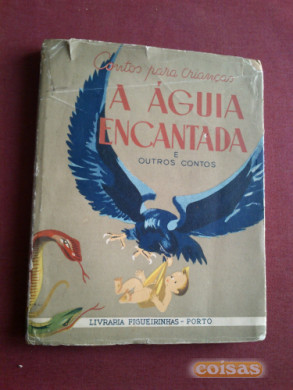 Contos para crianças
A ÁGUIA
ENCANTADA
E
OUTROS CONTOS
LIVRARIA FIGUEIRINHAS - PORTO
coisas